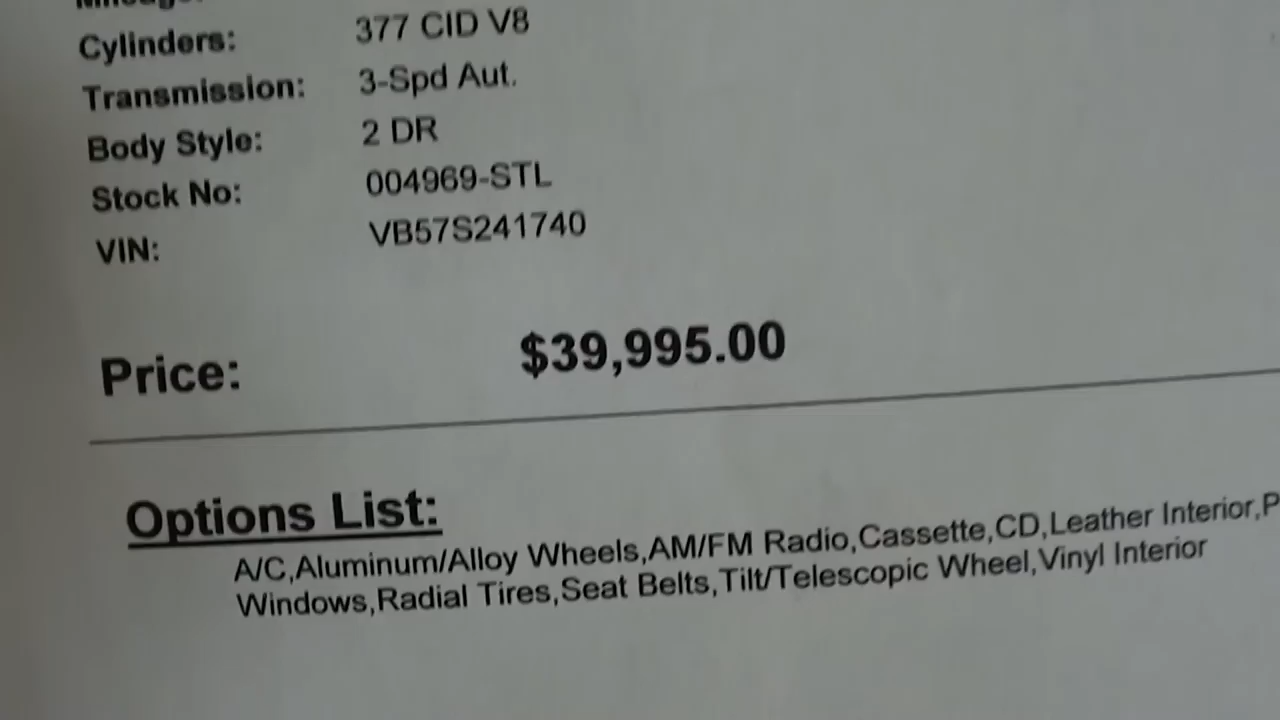 Mileage:
Cylinders: 377 CID V8
Transmission: 3-Spd Aut.
Body Style: 2 DR
Stock No: 004969-STL
VIN: VB57S241740
Price: $39,995.00
Options List:
A/C,Aluminum/Alloy Wheels,AM/FM Radio,Cassette,CD,Leather Interior,P
Windows,Radial Tires,Seat Belts,Tilt/Telescopic Wheel,Vinyl Interior